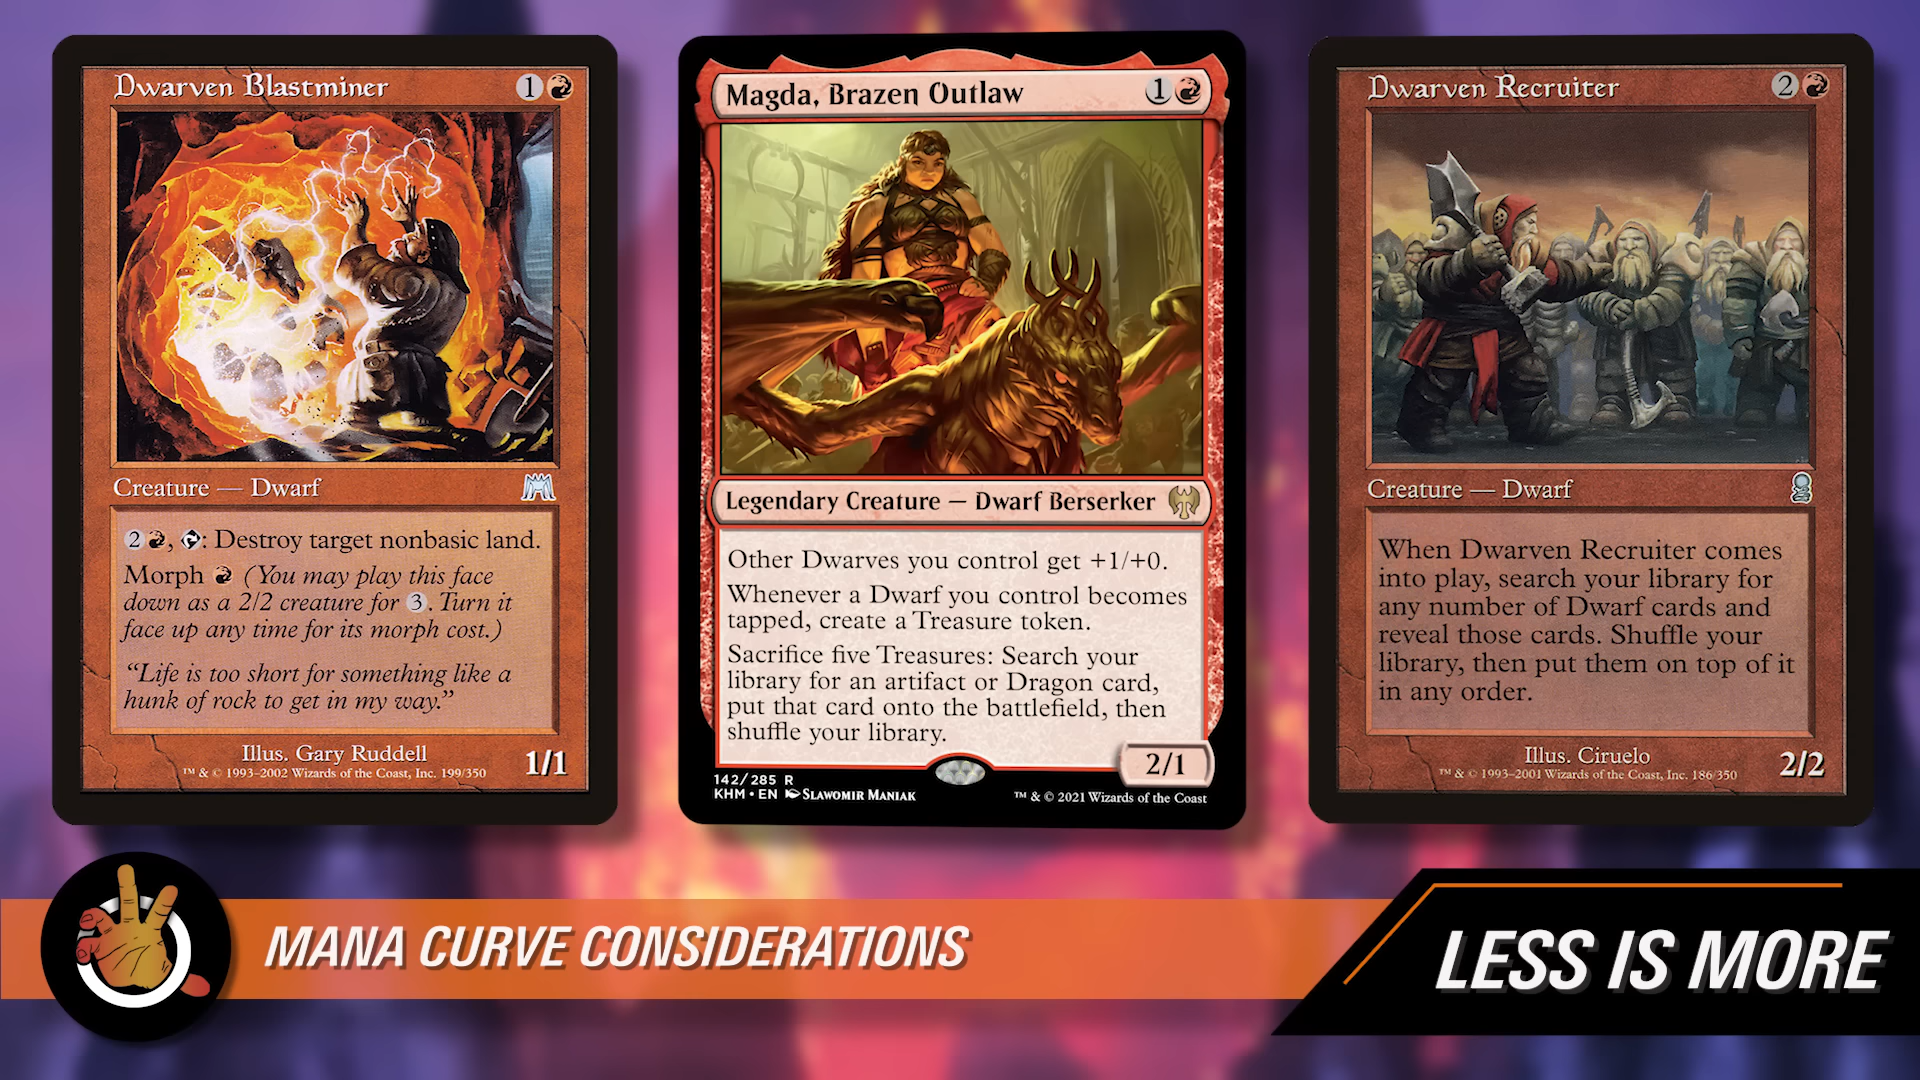 Dwarven Blastminer 1
Creature — Dwarf
2, : Destroy target nonbasic land.
Morph (You may play this face
down as a 2/2 creature for 3. Turn it
face up any time for its morph cost.)
“Life is too short for something like a
hunk of rock to get in my way.”
Illus. Gary Ruddell
™ & © 1993–2002 Wizards of the Coast, Inc. 199/350
1/1
Magda, Brazen Outlaw 1
Legendary Creature — Dwarf Berserker
Other Dwarves you control get +1/+0.
Whenever a Dwarf you control becomes
tapped, create a Treasure token.
Sacrifice five Treasures: Search your
library for an artifact or Dragon card,
put that card onto the battlefield, then
shuffle your library.
2/1
142/285 R
KHM • EN Slawomir Maniak
™ & © 2021 Wizards of the Coast
Dwarven Recruiter 2
Creature — Dwarf
When Dwarven Recruiter comes
into play, search your library for
any number of Dwarf cards and
reveal those cards. Shuffle your
library, then put them on top of it
in any order.
Illus. Ciruelo
™ & © 1993–2001 Wizards of the Coast, Inc. 186/350
2/2
MANA CURVE CONSIDERATIONS
LESS IS MORE